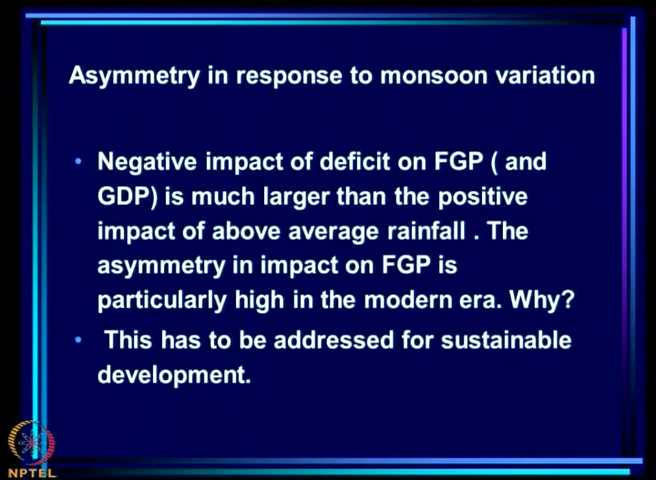 Asymmetry in response to monsoon variation
• Negative impact of deficit on FGP ( and
GDP) is much larger than the positive
impact of above average rainfall . The
asymmetry in impact on FGP is
particularly high in the modern era. Why?
• This has to be addressed for sustainable
development.
NPTEL